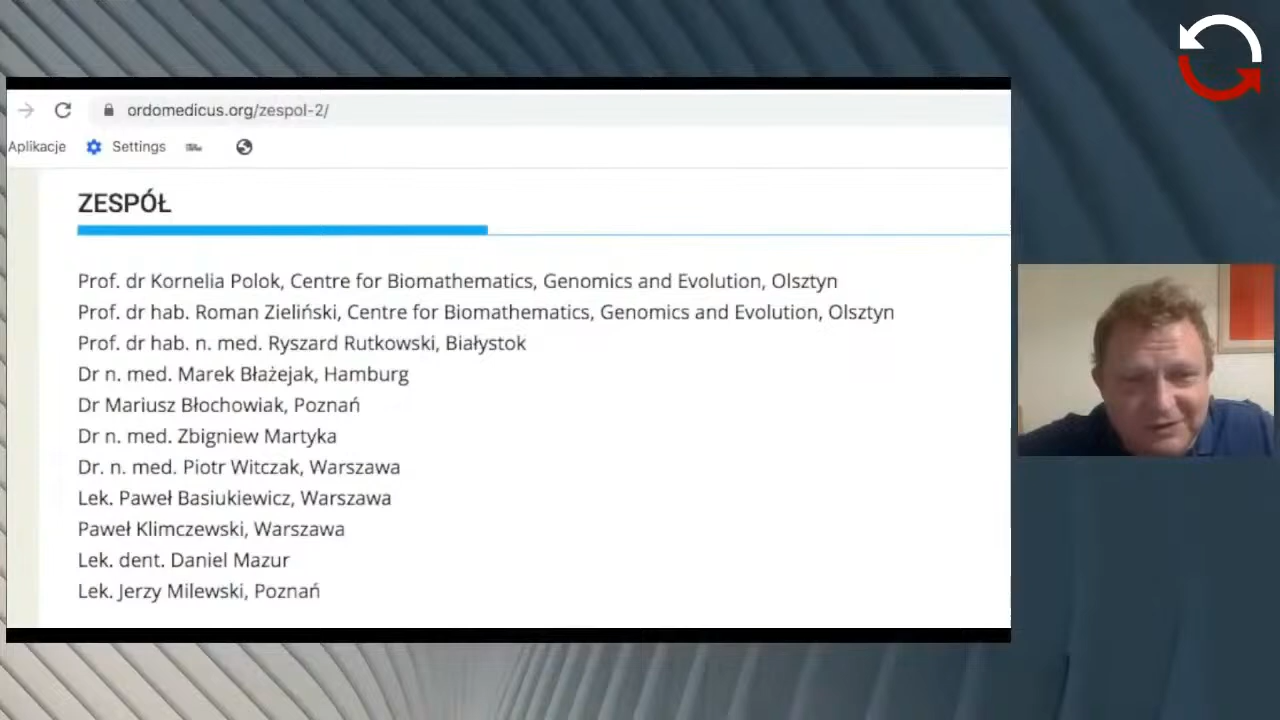 ordomedicus.org/zespol-2/
Aplikacje Settings
ZESPÓŁ
Prof. dr Kornelia Polok, Centre for Biomathematics, Genomics and Evolution, Olsztyn
Prof. dr hab. Roman Zieliński, Centre for Biomathematics, Genomics and Evolution, Olsztyn
Prof. dr hab. n. med. Ryszard Rutkowski, Białystok
Dr n. med. Marek Błażejak, Hamburg
Dr Mariusz Błochowiak, Poznań
Dr n. med. Zbigniew Martyka
Dr. n. med. Piotr Witczak, Warszawa
Lek. Paweł Basiukiewicz, Warszawa
Paweł Klimczewski, Warszawa
Lek. dent. Daniel Mazur
Lek. Jerzy Milewski, Poznań